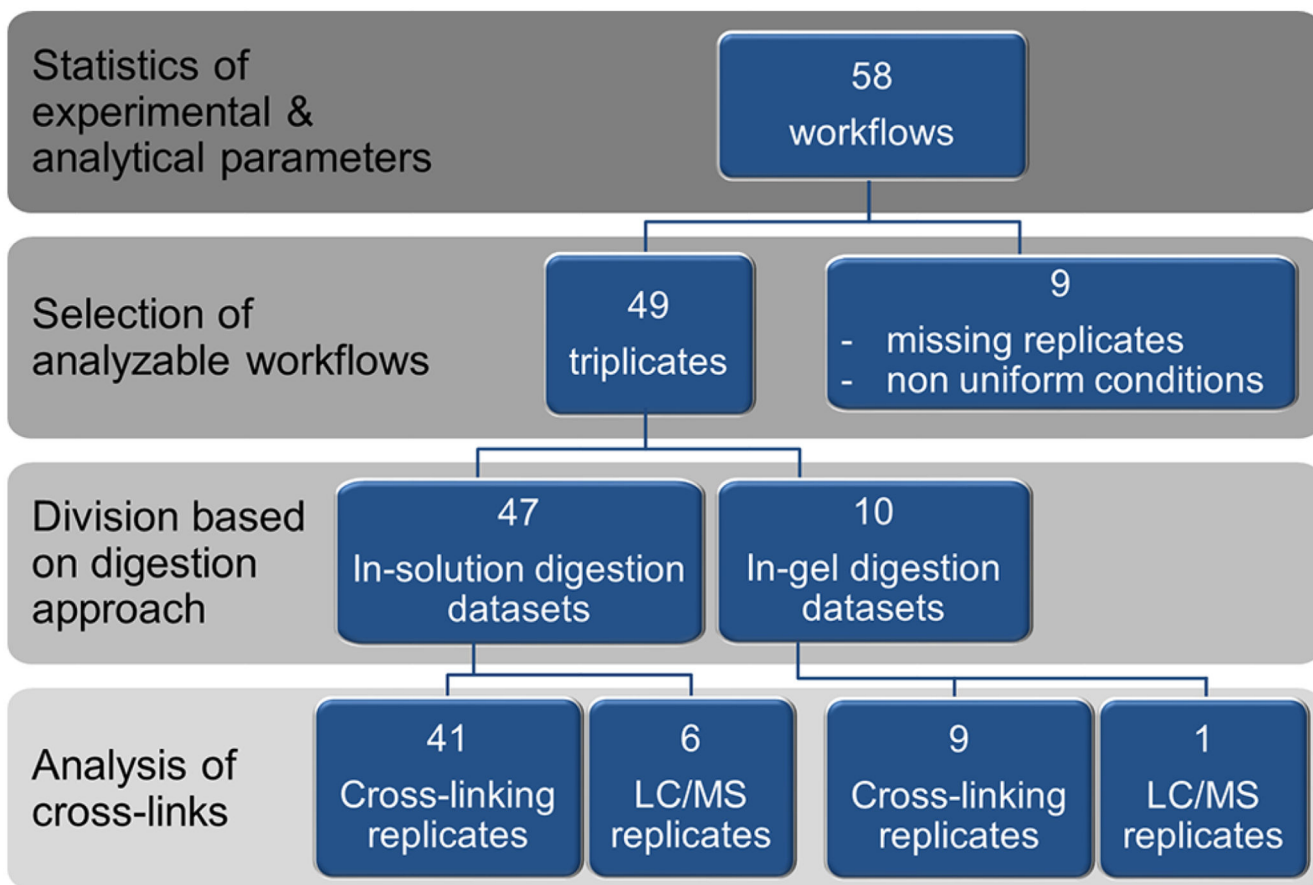 Statistics of
experimental &
analytical parameters
58
workflows
Selection of
analyzable workflows
49
triplicates
9
- missing replicates
- non uniform conditions
Division based
on digestion
approach
47
In-solution digestion
datasets
10
In-gel digestion
datasets
Analysis of
cross-links
41
Cross-linking
replicates
6
LC/MS
replicates
9
Cross-linking
replicates
1
LC/MS
replicates